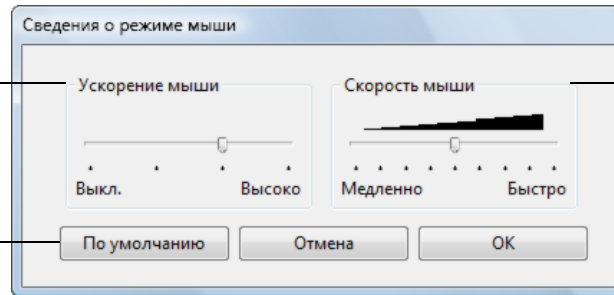 Сведения о режиме мыши
Ускорение мыши
Скорость мыши
Выкл.
Высоко
Медленно
Быстро
По умолчанию
Отмена
OK